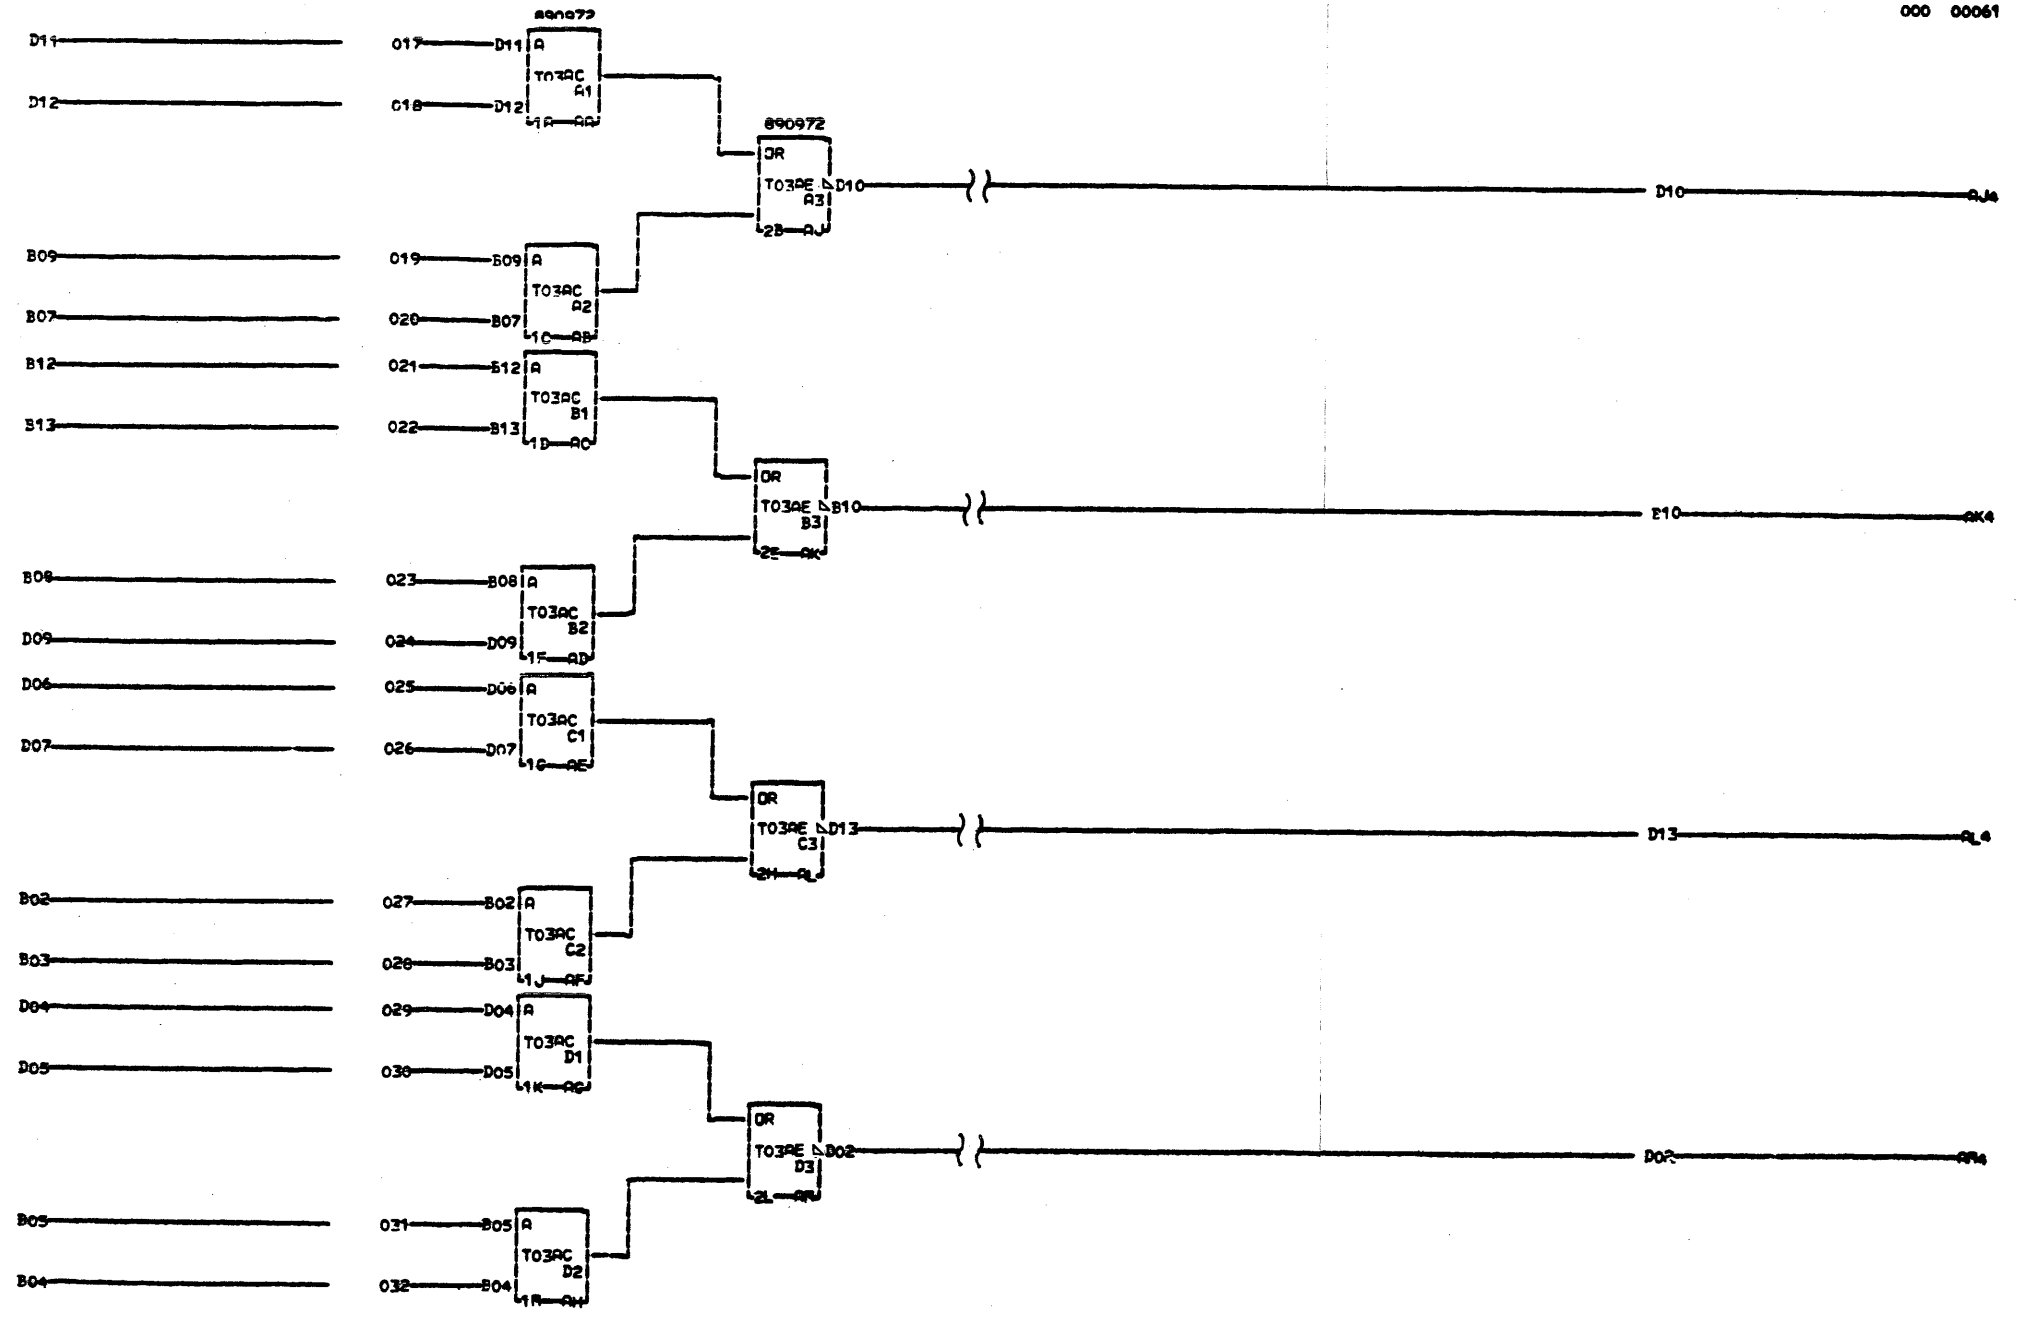 000 00061
890972
D11 017 D11 A
T03AC
A1
D12 018 D12
1A AA
890972
OR
T03AE D10 D10 AJ4
A3
2B AJ
B09 019 B09 A
T03AC
A2
B07 020 B07
1C AB
B12 021 B12 A
T03AC
B1
B13 022 B13
1D AC
OR
T03AE B10 B10 AK4
B3
2E AK
B08 023 B08 A
T03AC
B2
D09 024 D09
1F AD
D06 025 D06 A
T03AC
C1
D07 026 D07
1G AE
OR
T03AE D13 D13 AL4
C3
2H AL
B02 027 B02 A
T03AC
C2
B03 028 B03
1J AF
D04 029 D04 A
T03AC
D1
D05 030 D05
1K AG
OR
T03AE D02 D02 AM4
D3
2L AM
B05 031 B05 A
T03AC
D2
B04 032 B04
1M AH